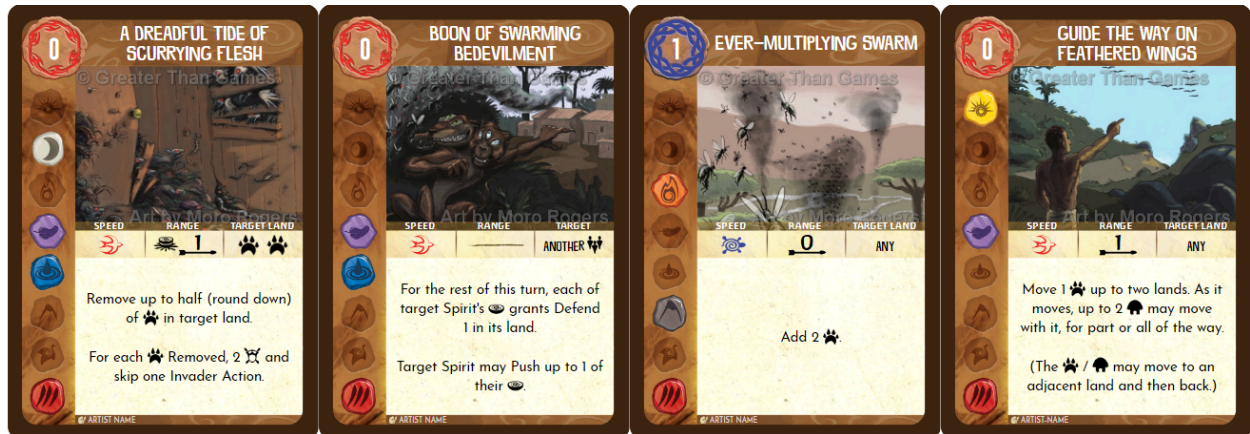 0
A DREADFUL TIDE OF
SCURRYING FLESH
© Greater Than Games
Art by Moro Rogers
SPEED RANGE TARGET LAND
1
Remove up to half (round down)
of in target land.
For each Removed, 2 and
skip one Invader Action.
ARTIST NAME
0
BOON OF SWARMING
BEDEVILMENT
© Greater Than Games
Art by Moro Rogers
SPEED RANGE TARGET
ANOTHER
For the rest of this turn, each of
target Spirit's grants Defend
1 in its land.
Target Spirit may Push up to 1 of
their .
ARTIST NAME
1
EVER-MULTIPLYING SWARM
© Greater Than Games
Art by Moro Rogers
SPEED RANGE TARGET LAND
0 ANY
Add 2 .
ARTIST NAME
0
GUIDE THE WAY ON
FEATHERED WINGS
© Greater Than Games
Art by Moro Rogers
SPEED RANGE TARGET LAND
1 ANY
Move 1 up to two lands. As it
moves, up to 2 may move
with it, for part or all of the way.
(The / may move to an
adjacent land and then back.)
ARTIST NAME